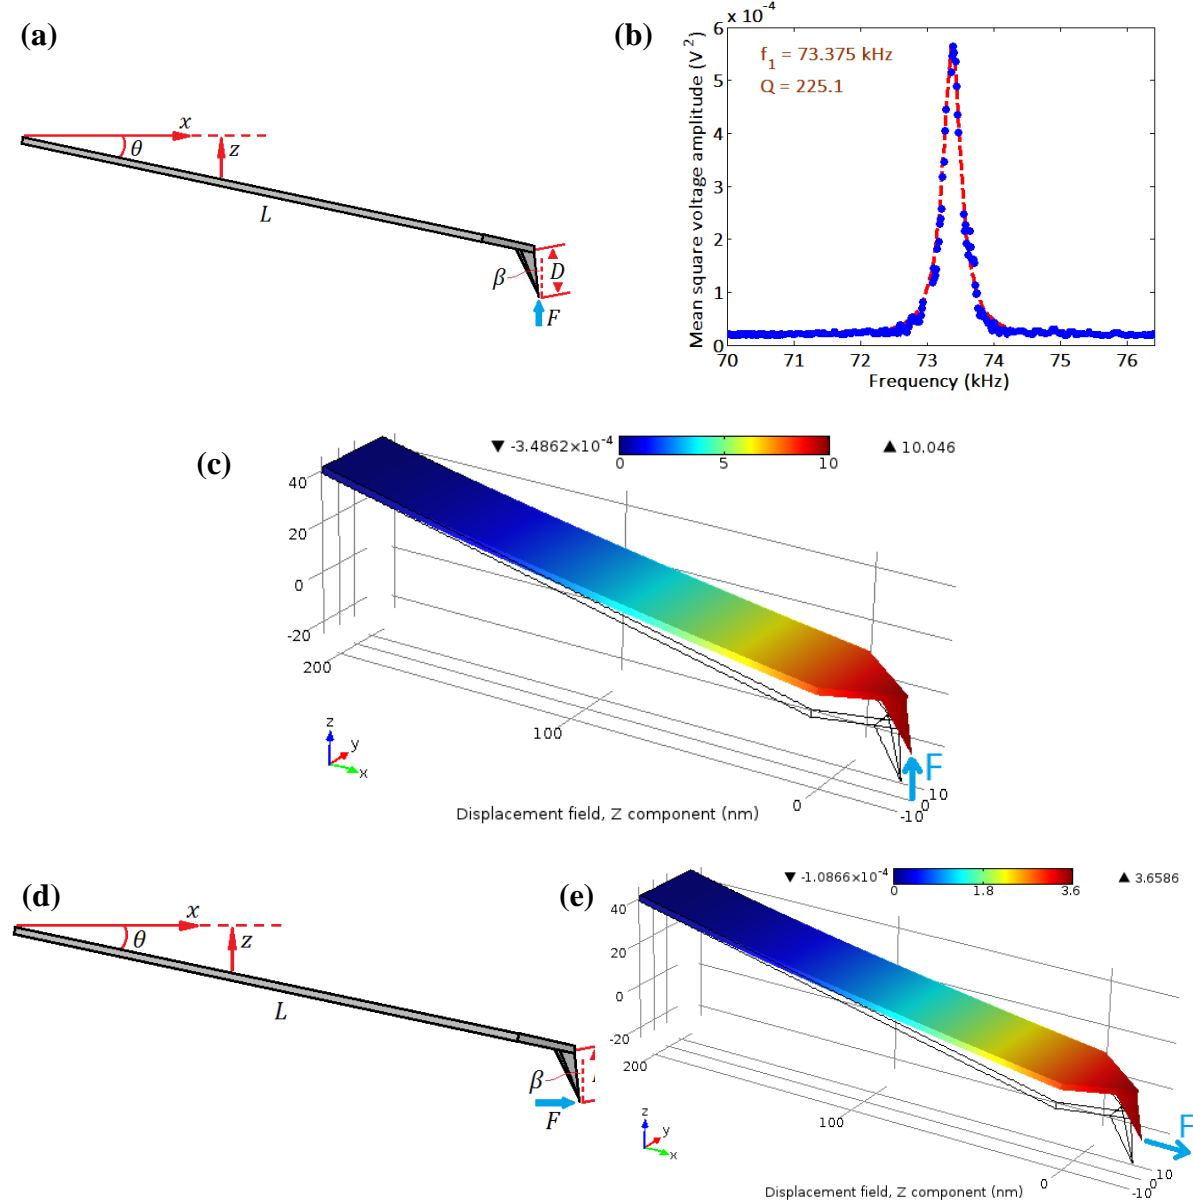 (a)
x
θ
z
L
β
D
F
(b)
× 10⁻⁴
Mean square voltage amplitude (V²)
6
5
4
3
2
1
0
f₁ = 73.375 kHz
Q = 225.1
70 71 72 73 74 75 76
Frequency (kHz)
(c)
▼ -3.4862×10⁻⁴
0 5 10
▲ 10.046
40
20
0
-20
200
100
0
10
0
-10
z
y
x
F
Displacement field, Z component (nm)
(d)
x
θ
z
L
β
F
(e)
▼ -1.0866×10⁻⁴
0 1.8 3.6
▲ 3.6586
40
20
0
-20
200
100
0
10
0
-10
z
y
x
F
Displacement field, Z component (nm)